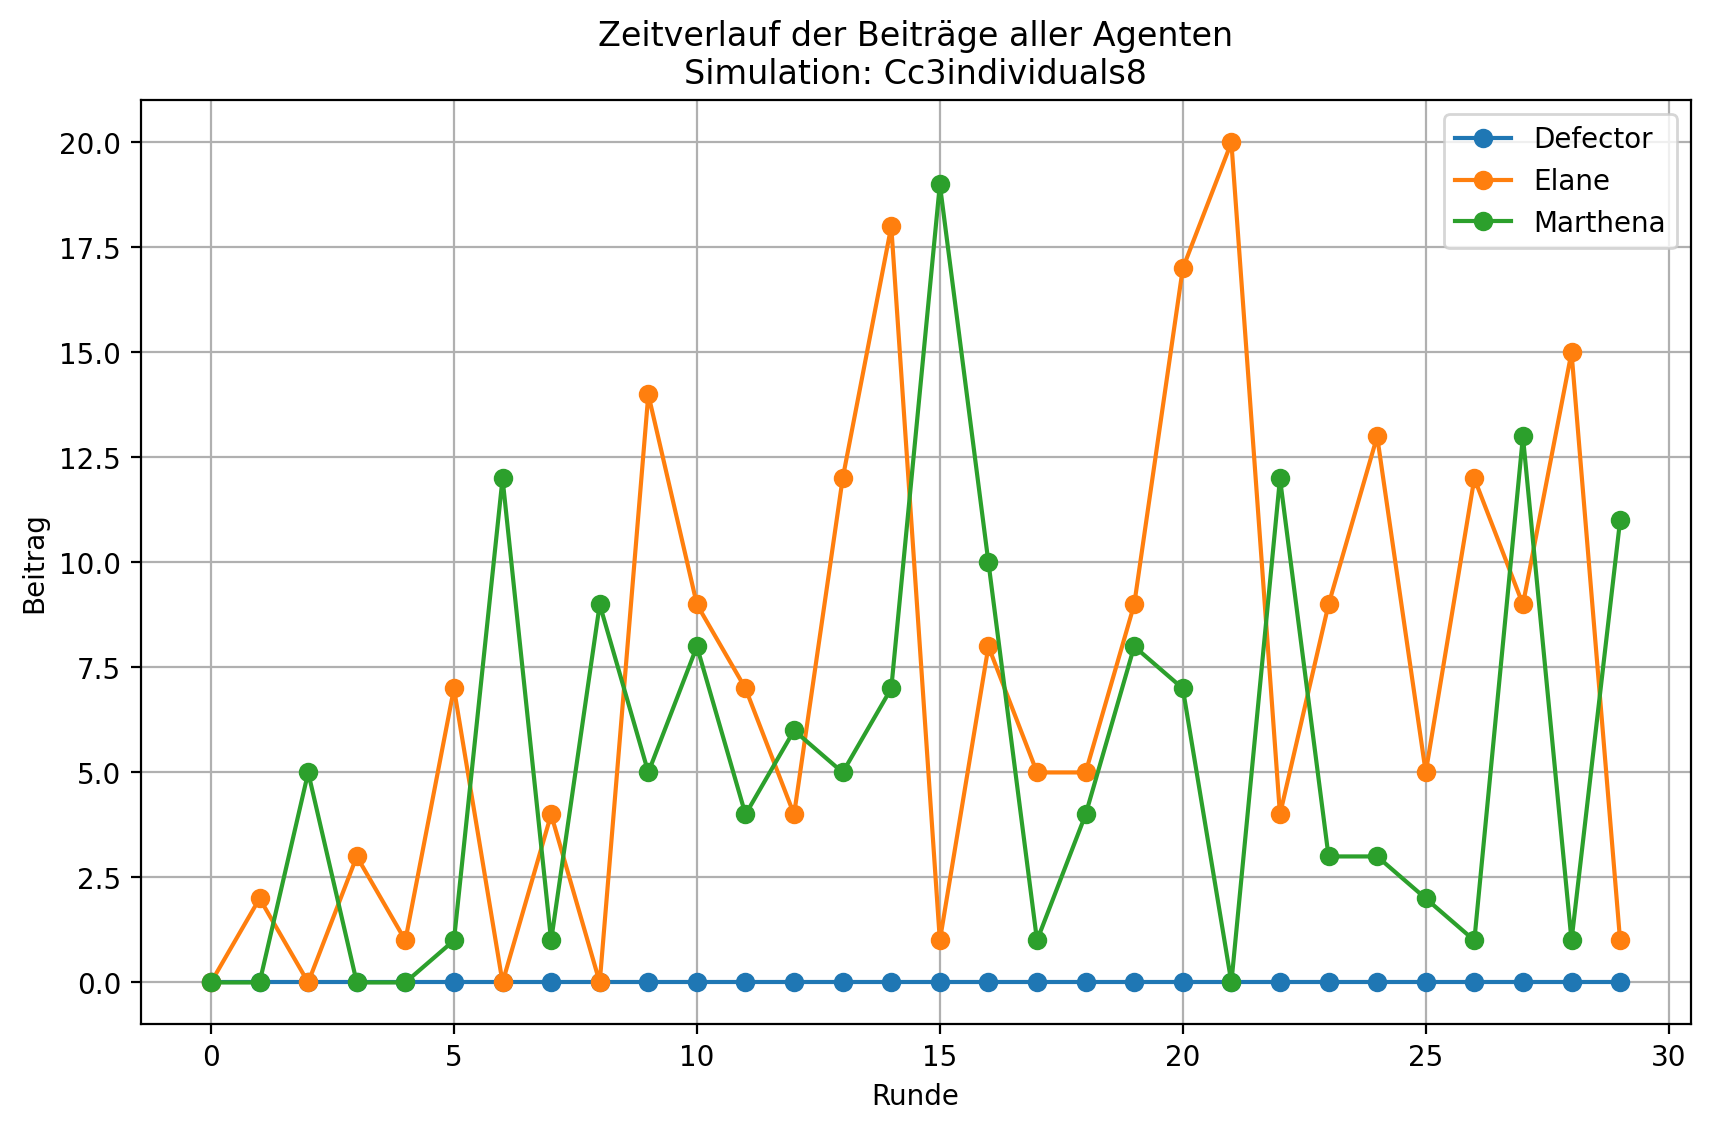 Zeitverlauf der Beiträge aller Agenten
Simulation: Cc3individuals8
Defector
Elane
Marthena
20.0
17.5
15.0
12.5
10.0
7.5
5.0
2.5
0.0
Beitrag
0 5 10 15 20 25 30
Runde